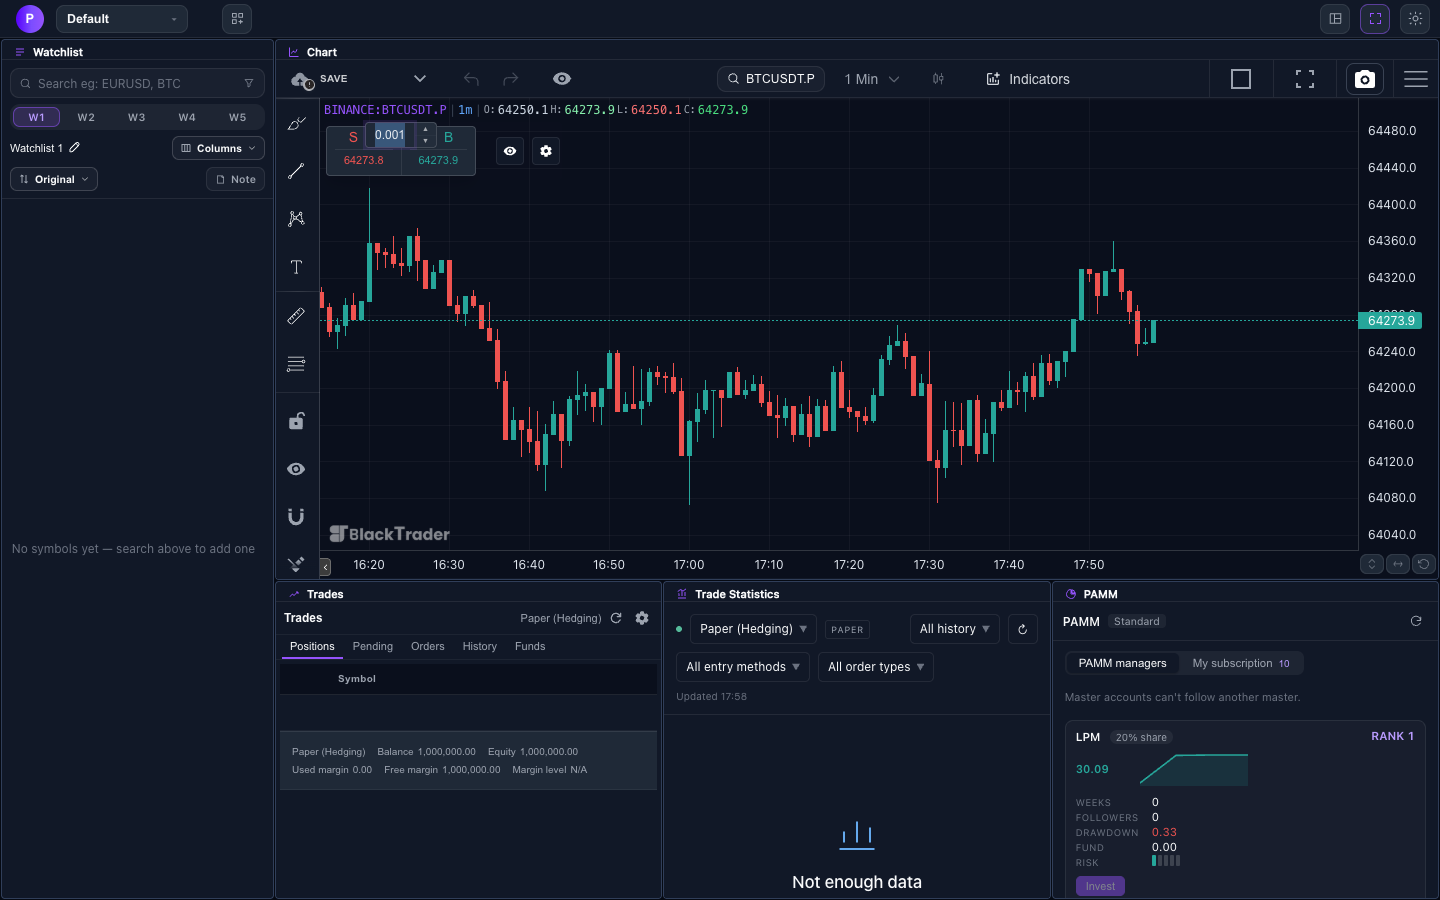 P Default
Watchlist
Search eg: EURUSD, BTC
W1 W2 W3 W4 W5
Watchlist 1 Columns
Original Note
No symbols yet — search above to add one
Chart
SAVE BTCUSDT.P 1 Min Indicators
BINANCE:BTCUSDT.P 1m O:64250.1 H:64273.9 L:64250.1 C:64273.9
S 0.001 B
64273.8 64273.9
64480.0
64440.0
64400.0
64360.0
64320.0
64273.9
64240.0
64200.0
64160.0
64120.0
64080.0
64040.0
BlackTrader
16:20 16:30 16:40 16:50 17:00 17:10 17:20 17:30 17:40 17:50
Trades
Trades Paper (Hedging)
Positions Pending Orders History Funds
Symbol
Paper (Hedging) Balance 1,000,000.00 Equity 1,000,000.00
Used margin 0.00 Free margin 1,000,000.00 Margin level N/A
Trade Statistics
Paper (Hedging) PAPER All history
All entry methods All order types
Updated 17:58
Not enough data
PAMM
PAMM Standard
PAMM managers My subscription 10
Master accounts can't follow another master.
LPM 20% share RANK 1
30.09
WEEKS 0
FOLLOWERS 0
DRAWDOWN 0.33
FUND 0.00
RISK
Invest